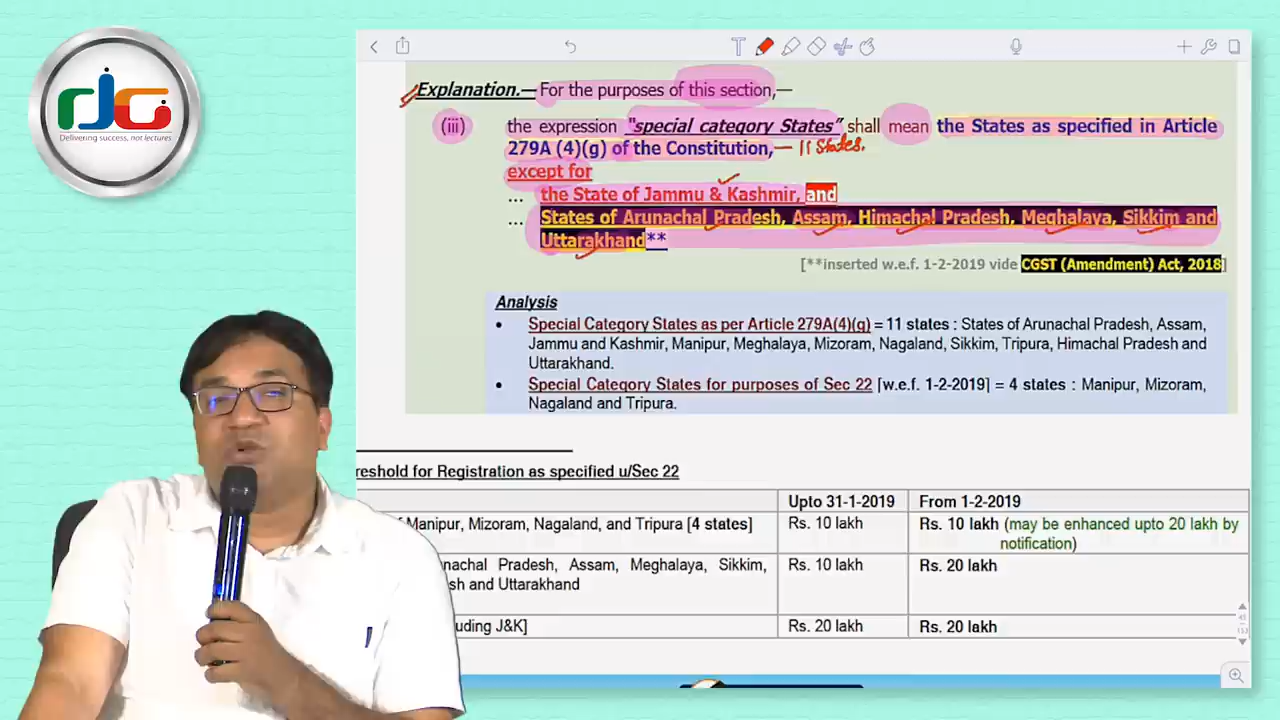 Delivering success, not lectures
Explanation.— For the purposes of this section,—
(iii) the expression "special category States" shall mean the States as specified in Article
279A (4)(g) of the Constitution,— 11 States.
except for
... the State of Jammu & Kashmir, and
... States of Arunachal Pradesh, Assam, Himachal Pradesh, Meghalaya, Sikkim and
Uttarakhand**
[**inserted w.e.f. 1-2-2019 vide CGST (Amendment) Act, 2018]
Analysis
• Special Category States as per Article 279A(4)(g) = 11 states : States of Arunachal Pradesh, Assam,
Jammu and Kashmir, Manipur, Meghalaya, Mizoram, Nagaland, Sikkim, Tripura, Himachal Pradesh and
Uttarakhand.
• Special Category States for purposes of Sec 22 [w.e.f. 1-2-2019] = 4 states : Manipur, Mizoram,
Nagaland and Tripura.
reshold for Registration as specified u/Sec 22
Upto 31-1-2019 From 1-2-2019
Manipur, Mizoram, Nagaland, and Tripura [4 states] Rs. 10 lakh Rs. 10 lakh (may be enhanced upto 20 lakh by
notification)
nachal Pradesh, Assam, Meghalaya, Sikkim, Rs. 10 lakh Rs. 20 lakh
sh and Uttarakhand
uding J&K] Rs. 20 lakh Rs. 20 lakh